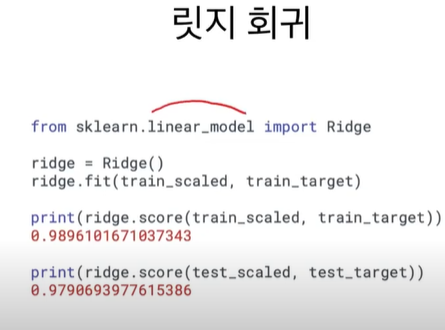 릿지 회귀
from sklearn.linear_model import Ridge
ridge = Ridge()
ridge.fit(train_scaled, train_target)
print(ridge.score(train_scaled, train_target))
0.9896101671037343
print(ridge.score(test_scaled, test_target))
0.9790693977615386